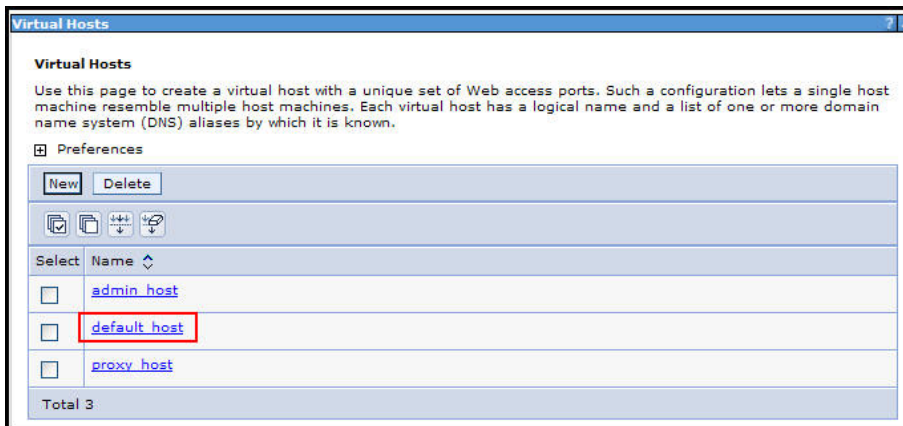 Virtual Hosts
?
Virtual Hosts
Use this page to create a virtual host with a unique set of Web access ports. Such a configuration lets a single host
machine resemble multiple host machines. Each virtual host has a logical name and a list of one or more domain
name system (DNS) aliases by which it is known.
Preferences
New Delete
Select Name
admin_host
default_host
proxy_host
Total 3